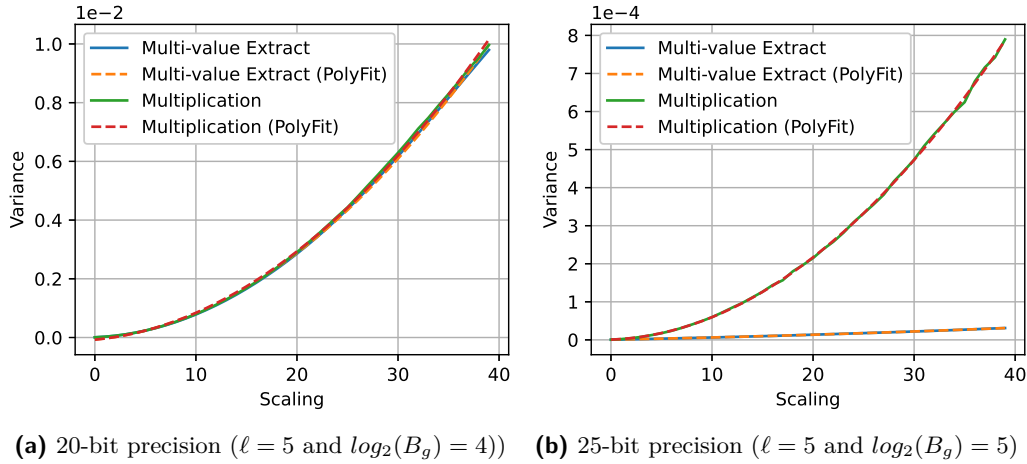 1e−2
Multi-value Extract
Multi-value Extract (PolyFit)
Multiplication
Multiplication (PolyFit)
1.0
0.8
0.6
0.4
0.2
0.0
Variance
0 10 20 30 40
Scaling
(a) 20-bit precision (ℓ = 5 and log₂(B_g) = 4))
1e−4
Multi-value Extract
Multi-value Extract (PolyFit)
Multiplication
Multiplication (PolyFit)
8
7
6
5
4
3
2
1
0
Variance
0 10 20 30 40
Scaling
(b) 25-bit precision (ℓ = 5 and log₂(B_g) = 5)